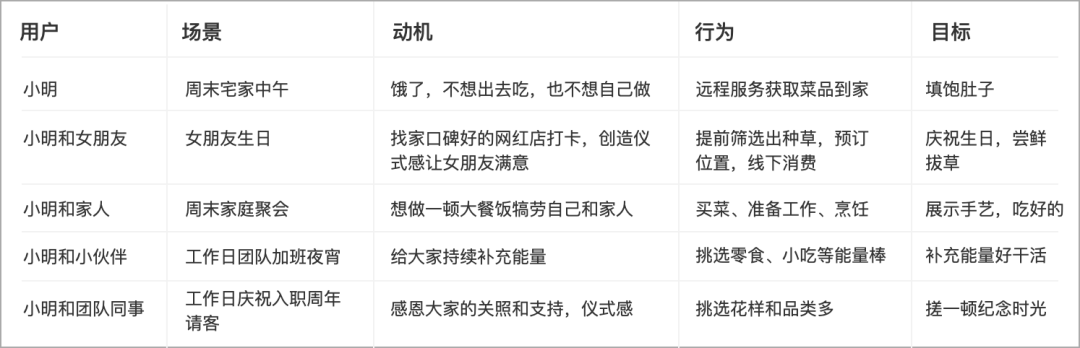 用户 场景 动机 行为 目标
小明 周末宅家中午 饿了，不想出去吃，也不想自己做 远程服务获取菜品到家 填饱肚子
小明和女朋友 女朋友生日 找家口碑好的网红店打卡，创造仪 提前筛选出种草，预订 庆祝生日，尝鲜
式感让女朋友满意 位置，线下消费 拔草
小明和家人 周末家庭聚会 想做一顿大餐饭犒劳自己和家人 买菜、准备工作、烹饪 展示手艺，吃好的
小明和小伙伴 工作日团队加班夜宵 给大家持续补充能量 挑选零食、小吃等能量棒 补充能量好干活
小明和团队同事 工作日庆祝入职周年 感恩大家的关照和支持，仪式感 挑选花样和品类多 搓一顿纪念时光
请客